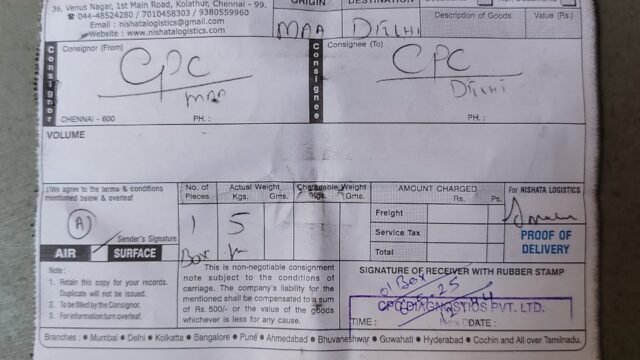 36, Venus Nagar, 1st Main Road, Kolathur, Chennai - 99.
☎ 044-48524280 / 7010458303 / 9380559960
Email : nishatalogistics@gmail.com
Website : www.nishatalogistics.com
ORIGIN DESTINATION
MAA DELHI
Description of Goods Value (Rs.)
Consignor
Consignor (From)
CPC
MAA
CHENNAI - 600 PH. :
Consignee
Consignee (To)
CPC
DELHI
PH. :
VOLUME
I/We agree to the terms & conditions
mentioned below & overleaf
A
Sender's Signature
AIR SURFACE
No. of Pieces Actual Weight Kgs. Gms. Chargeable Weight Kgs. Gms.
1 5
Box
AMOUNT CHARGED
Rs. Ps.
Freight
Service Tax
Total
For NISHATA LOGISTICS
PROOF OF
DELIVERY
Note :
1. Retain this copy for your records.
Duplicate will not be issued.
2. To be filled by the Consignor.
3. For information turn overleaf.
This is non-negotiable consignment
note subject to the conditions of
carriage. The company's liability for
the mentioned shall be compensated to a sum
of Rs. 500/- or the value of the goods
whichever is less for any cause.
SIGNATURE OF RECEIVER WITH RUBBER STAMP
01 Box
CPC DIAGNOSTICS PVT. LTD.
TIME : DATE :
Branches : • Mumbai • Delhi • Kolkatta • Bangalore • Pune • Ahmedabad • Bhuvaneshwar • Guwahati • Hyderabad • Cochin and All over Tamilnadu.